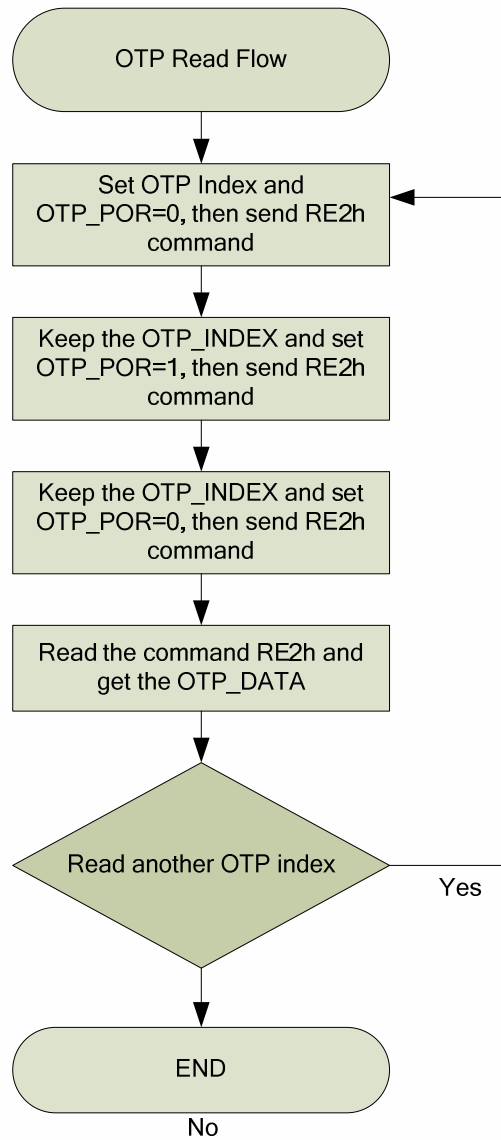 OTP Read Flow
Set OTP Index and
OTP_POR=0, then send RE2h
command
Keep the OTP_INDEX and set
OTP_POR=1, then send RE2h
command
Keep the OTP_INDEX and set
OTP_POR=0, then send RE2h
command
Read the command RE2h and
get the OTP_DATA
Read another OTP index
Yes
END
No